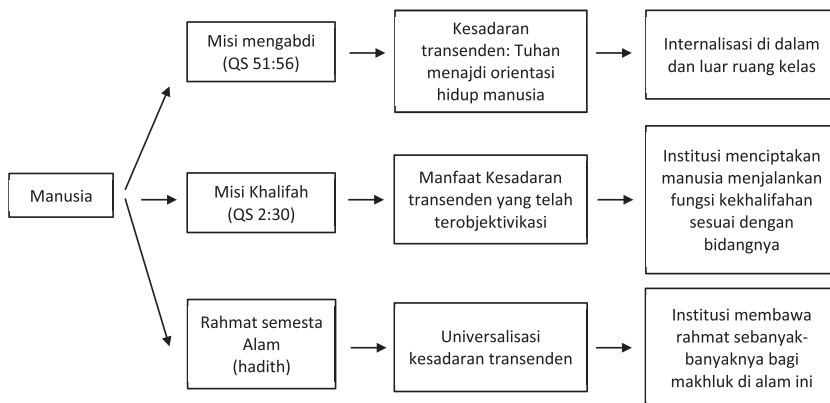 Manusia
Misi mengabdi
(QS 51:56)
Kesadaran
transenden: Tuhan
menajdi orientasi
hidup manusia
Internalisasi di dalam
dan luar ruang kelas
Misi Khalifah
(QS 2:30)
Manfaat Kesadaran
transenden yang telah
terobjektivikasi
Institusi menciptakan
manusia menjalankan
fungsi kekhalifahan
sesuai dengan
bidangnya
Rahmat semesta
Alam
(hadith)
Universalisasi
kesadaran transenden
Institusi membawa
rahmat sebanyak-
banyaknya bagi
makhluk di alam ini